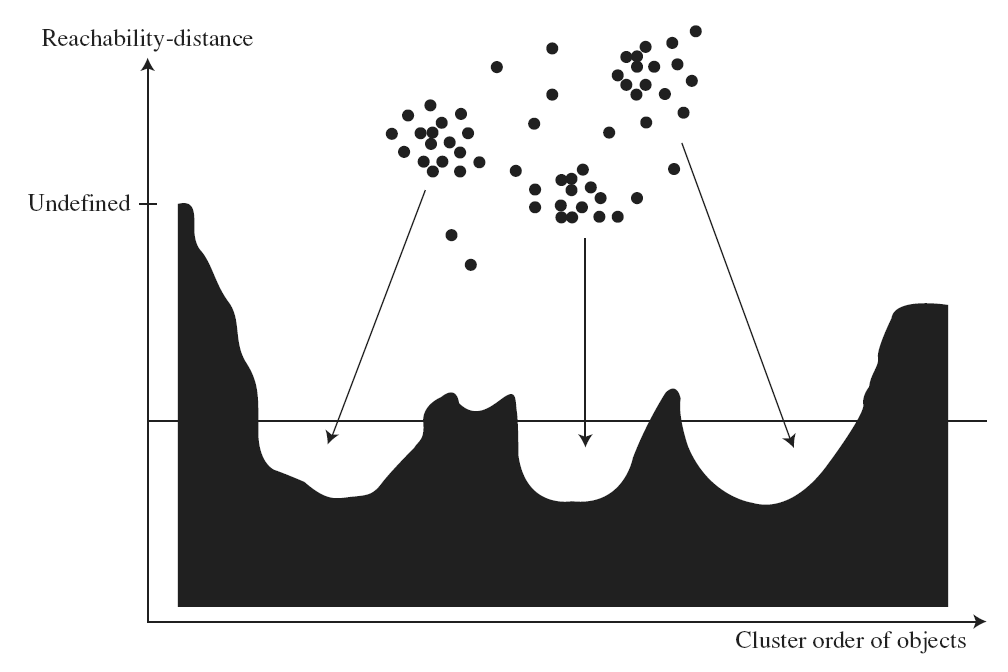 Reachability-distance
Undefined
Cluster order of objects